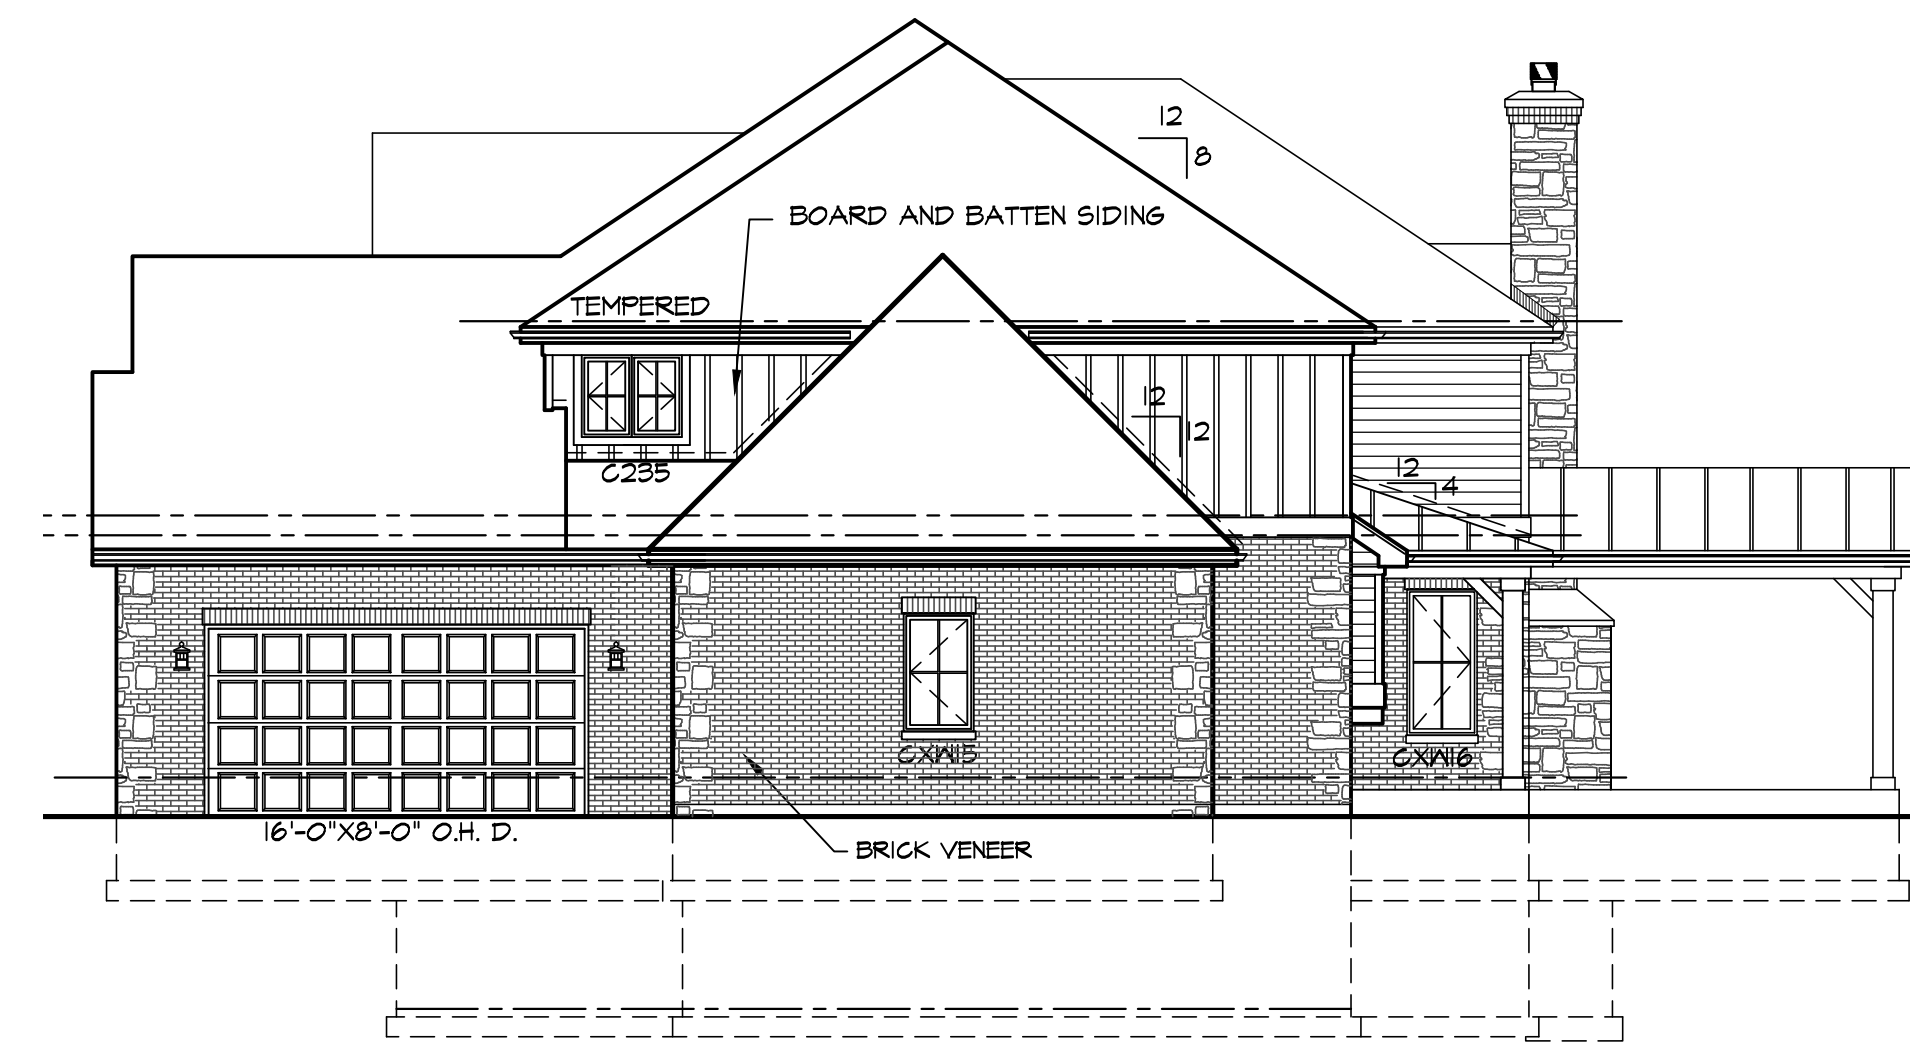 12
8
BOARD AND BATTEN SIDING
TEMPERED
12
12
C235
12
4
CXW15
CXW16
16'-0"X8'-0" O.H. D.
BRICK VENEER